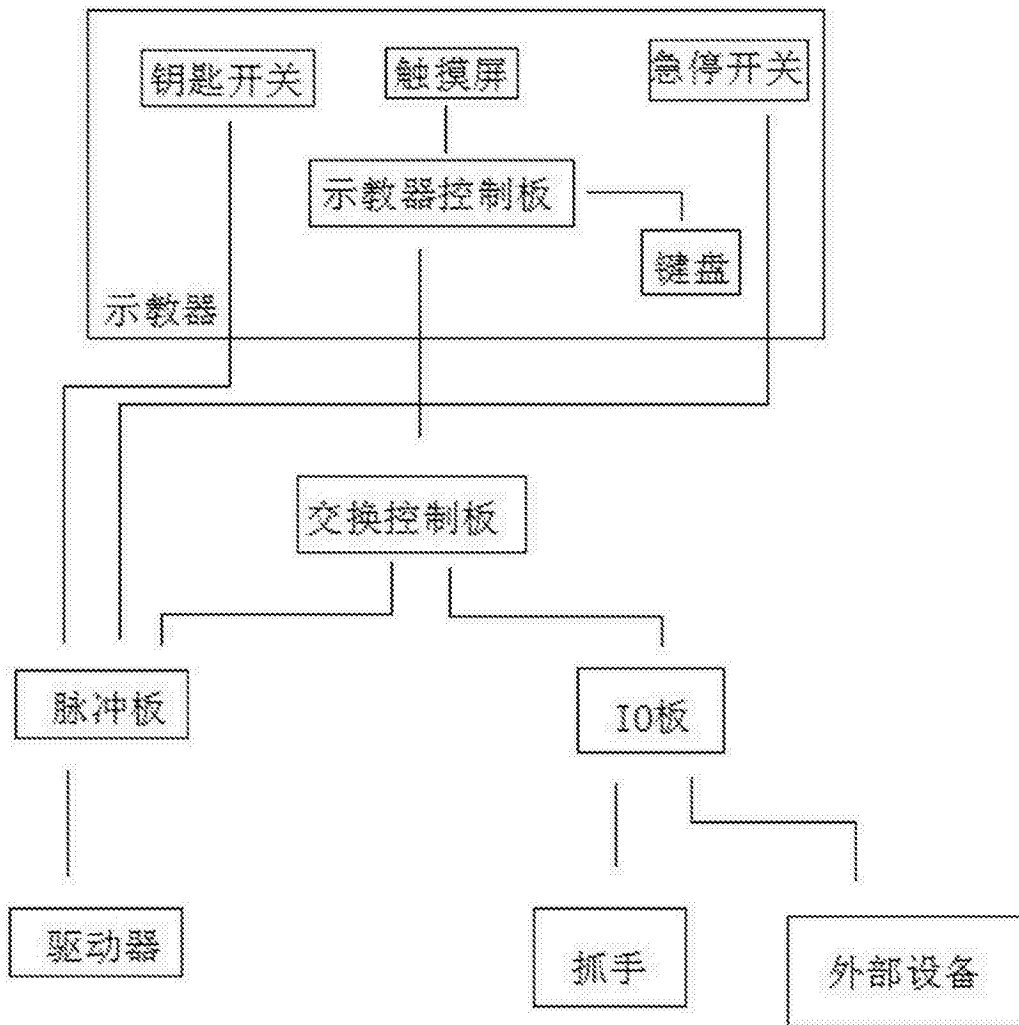 钥匙开关
触摸屏
急停开关
示教器控制板
键盘
示教器
交换控制板
脉冲板
IO板
驱动器
抓手
外部设备